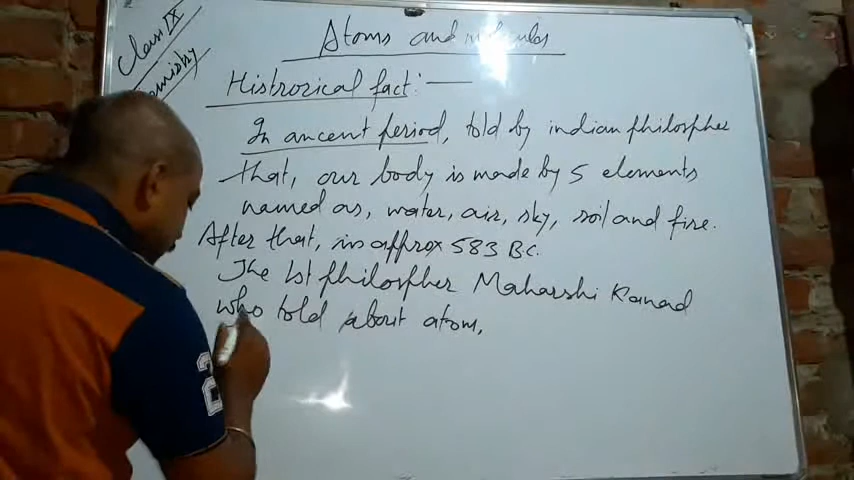 Class IX
Atoms and molecules
Histrorical fact:—
In ancent period, told by indian philospher
that, our body is made by 5 elements
named as, water, air, sky, soil and fire.
After that, in approx 583 BC.
The 1st philospher Maharshi Kanad
who told about atom,
2